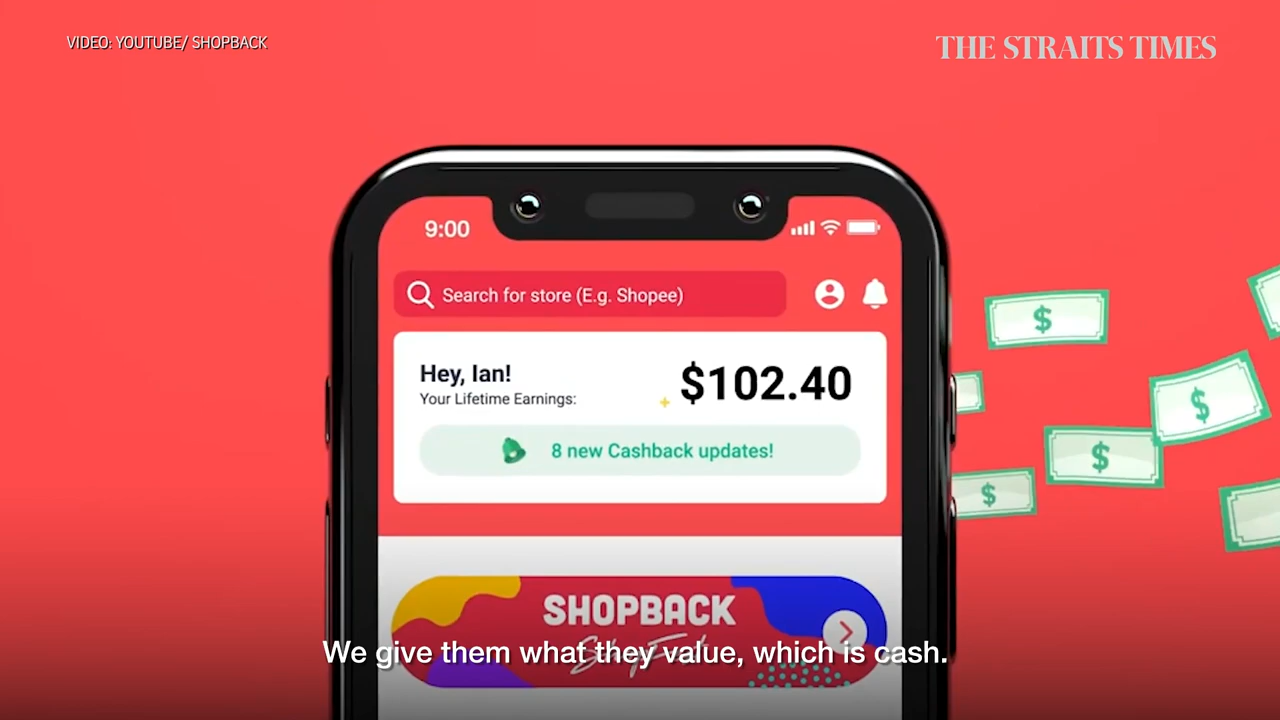 VIDEO: YOUTUBE/ SHOPBACK
THE STRAITS TIMES
9:00
Search for store (E.g. Shopee)
Hey, Ian!
Your Lifetime Earnings:
$102.40
8 new Cashback updates!
$
$
$
$
SHOPBACK
We give them what they value, which is cash.